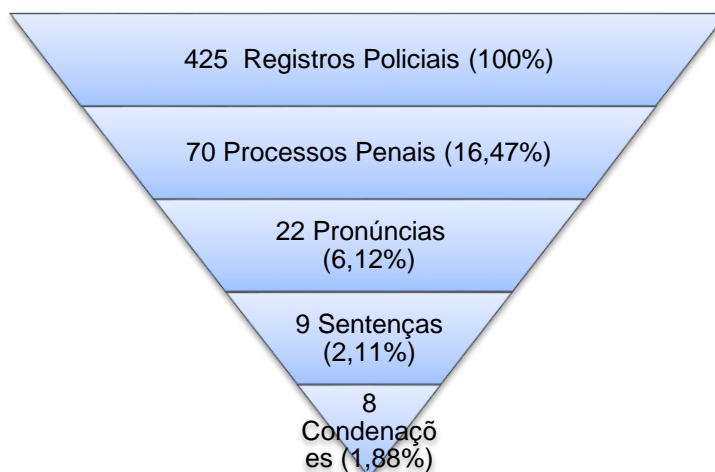 425 Registros Policiais (100%)
70 Processos Penais (16,47%)
22 Pronúncias
(6,12%)
9 Sentenças
(2,11%)
8
Condenaçõ
es (1,88%)